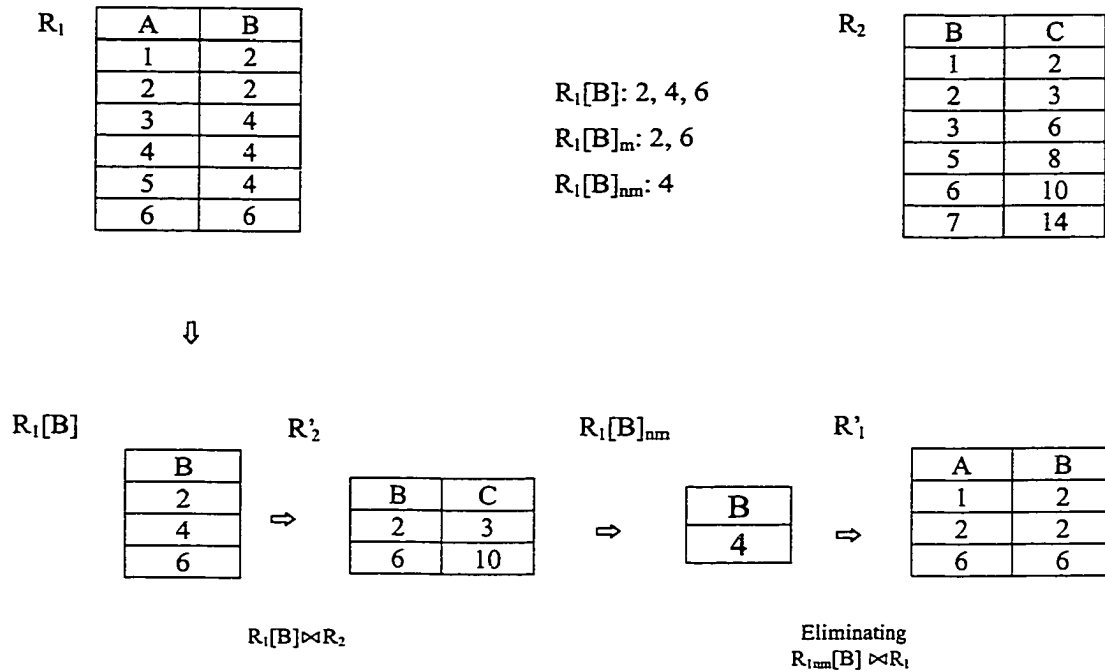 R₁
A B
1 2
2 2
3 4
4 4
5 4
6 6
R₁[B]: 2, 4, 6
R₁[B]ₘ: 2, 6
R₁[B]ₙₘ: 4
R₂
B C
1 2
2 3
3 6
5 8
6 10
7 14
⇩
R₁[B]
B
2
4
6
⇨
R'₂
B C
2 3
6 10
R₁[B]⋈R₂
⇨
R₁[B]ₙₘ
B
4
⇨
R'₁
A B
1 2
2 2
6 6
Eliminating
R₁ₙₘ[B] ⋈R₁